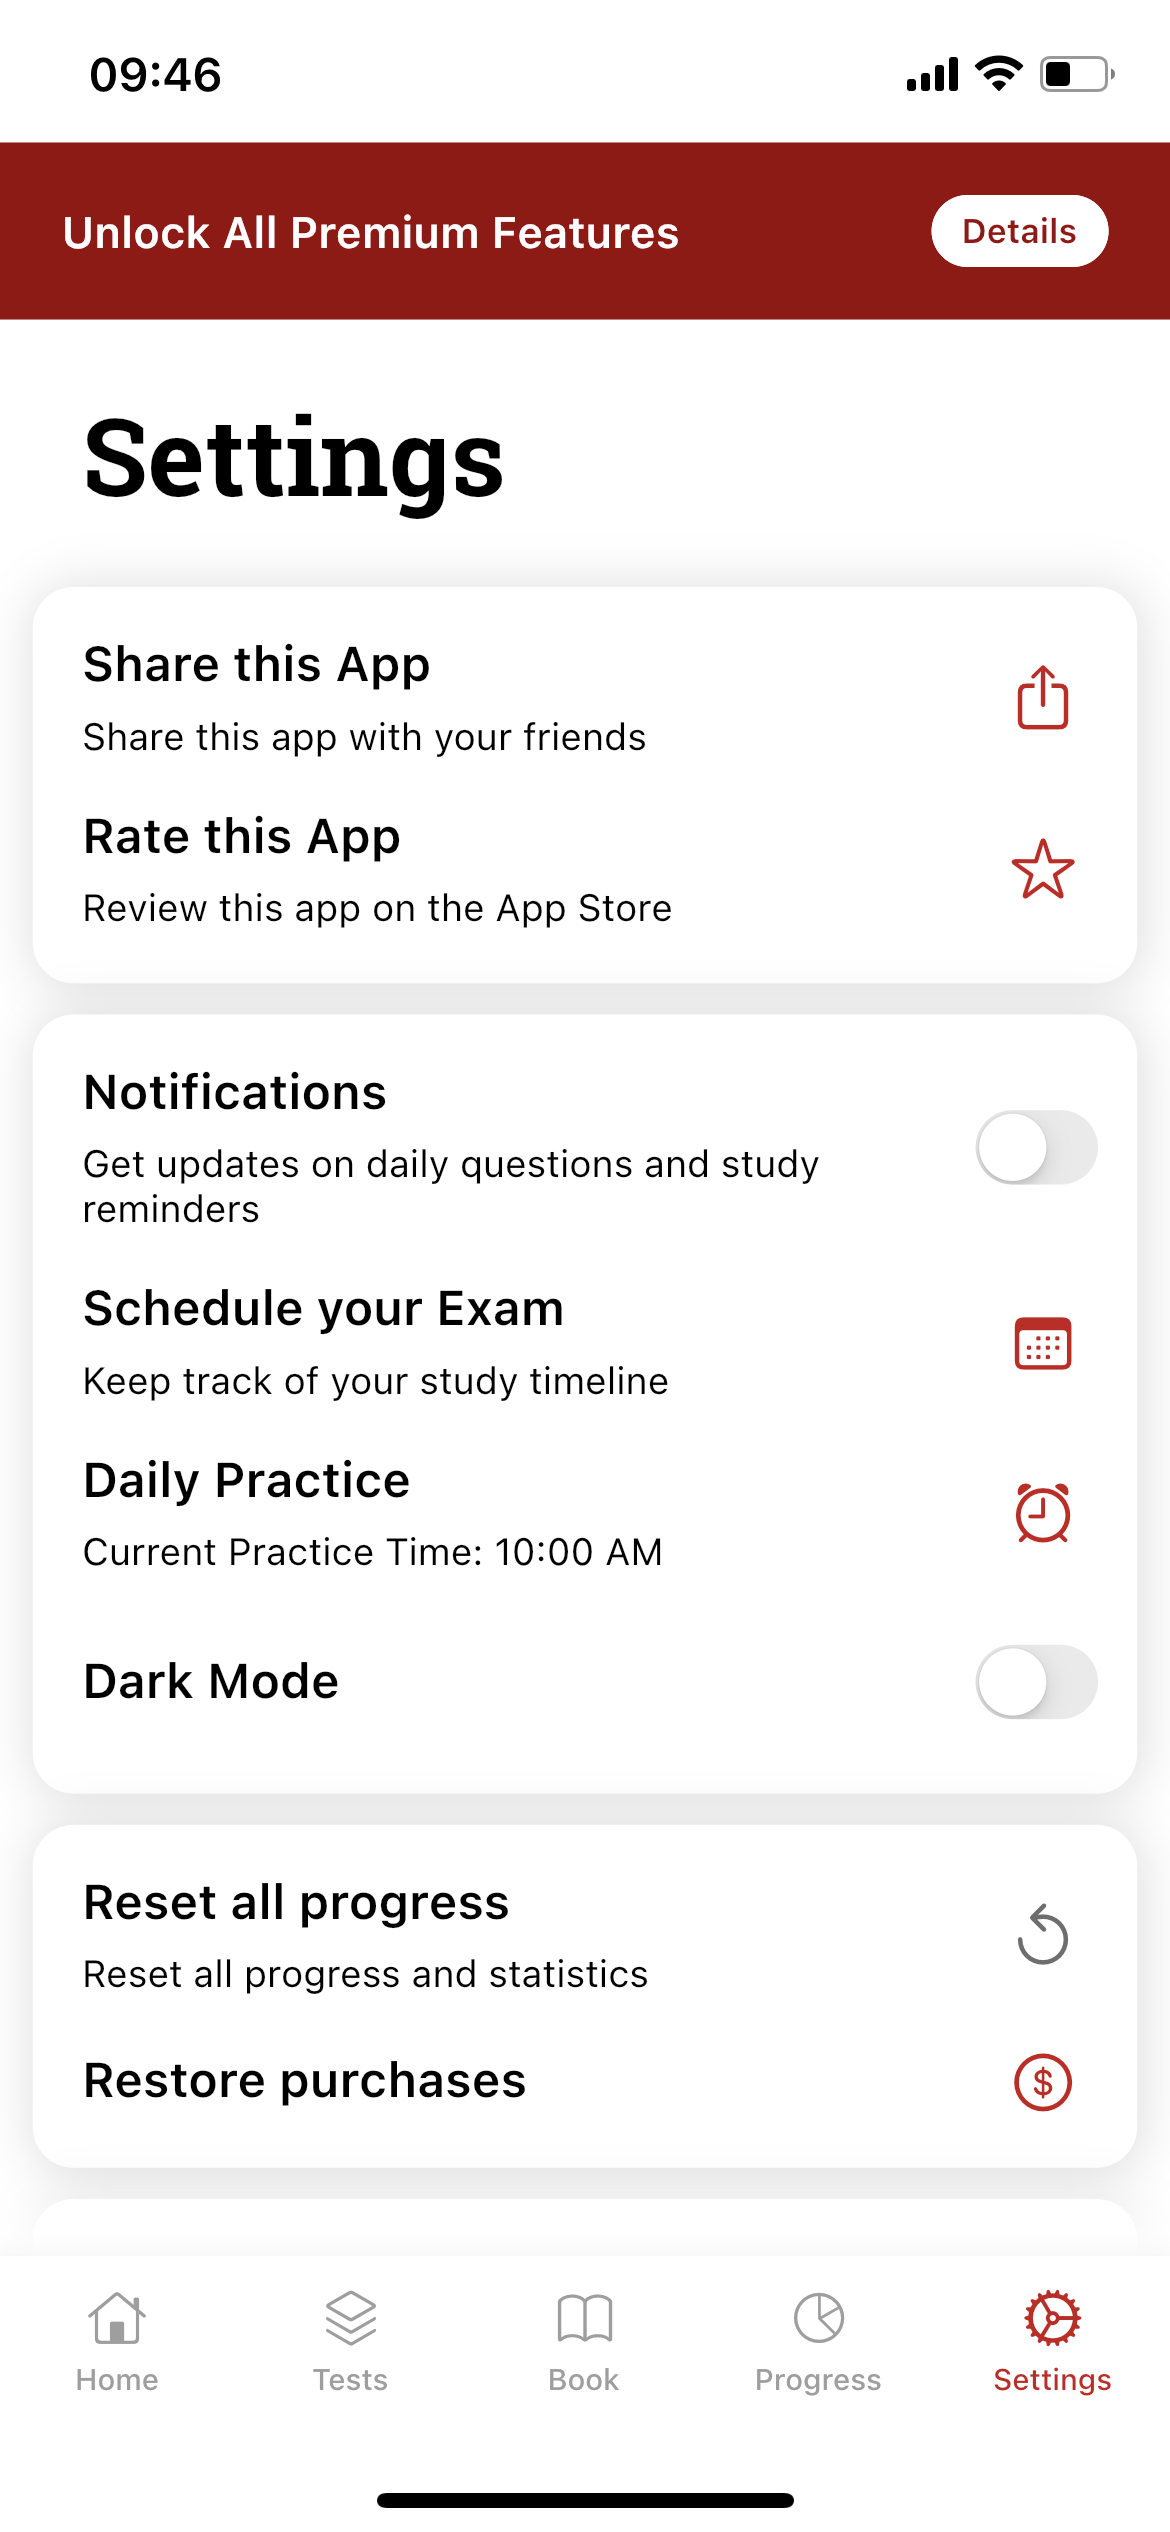 09:46
Unlock All Premium Features
Details
Settings
Share this App
Share this app with your friends
Rate this App
Review this app on the App Store
Notifications
Get updates on daily questions and study
reminders
Schedule your Exam
Keep track of your study timeline
Daily Practice
Current Practice Time: 10:00 AM
Dark Mode
Reset all progress
Reset all progress and statistics
Restore purchases
$
Home
Tests
Book
Progress
Settings